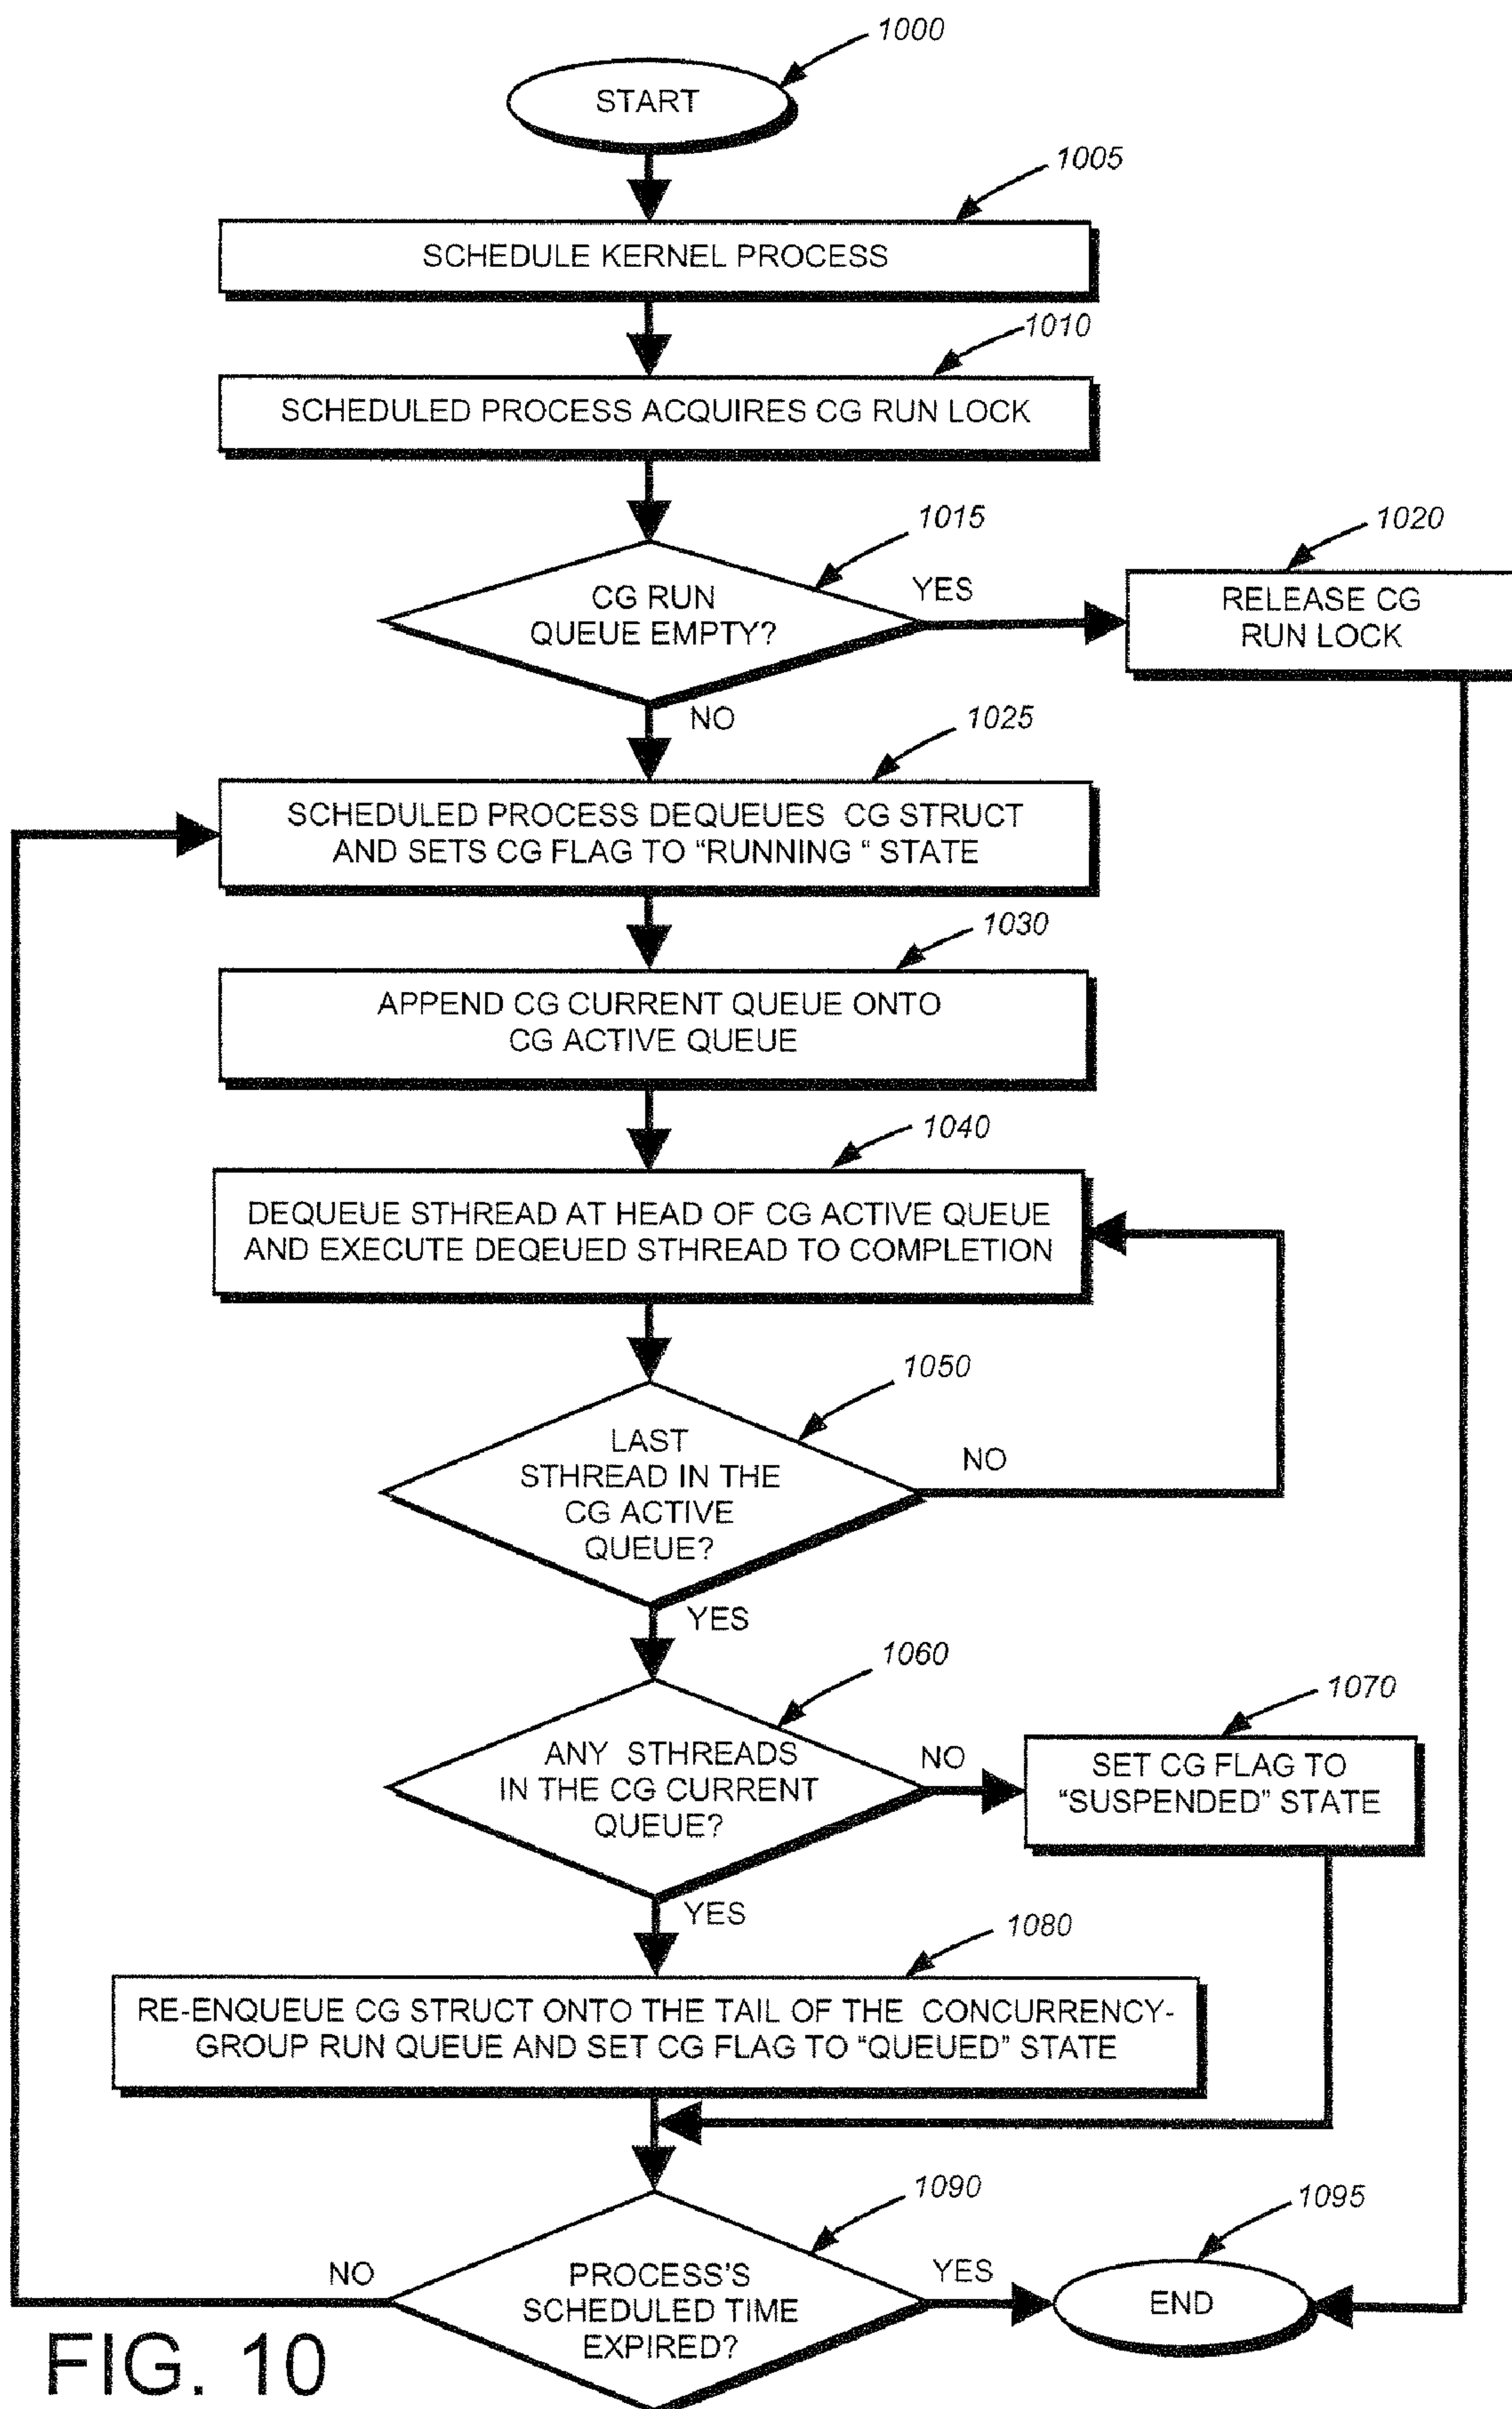 1000
START
1005
SCHEDULE KERNEL PROCESS
1010
SCHEDULED PROCESS ACQUIRES CG RUN LOCK
1015
CG RUN
QUEUE EMPTY?
YES
1020
RELEASE CG
RUN LOCK
NO
1025
SCHEDULED PROCESS DEQUEUES CG STRUCT
AND SETS CG FLAG TO "RUNNING " STATE
1030
APPEND CG CURRENT QUEUE ONTO
CG ACTIVE QUEUE
1040
DEQUEUE STHREAD AT HEAD OF CG ACTIVE QUEUE
AND EXECUTE DEQEUED STHREAD TO COMPLETION
1050
LAST
STHREAD IN THE
CG ACTIVE
QUEUE?
NO
YES
1060
ANY STHREADS
IN THE CG CURRENT
QUEUE?
NO
1070
SET CG FLAG TO
"SUSPENDED" STATE
YES
1080
RE-ENQUEUE CG STRUCT ONTO THE TAIL OF THE CONCURRENCY-
GROUP RUN QUEUE AND SET CG FLAG TO "QUEUED" STATE
1090
PROCESS'S
SCHEDULED TIME
EXPIRED?
NO
YES
1095
END
FIG. 10